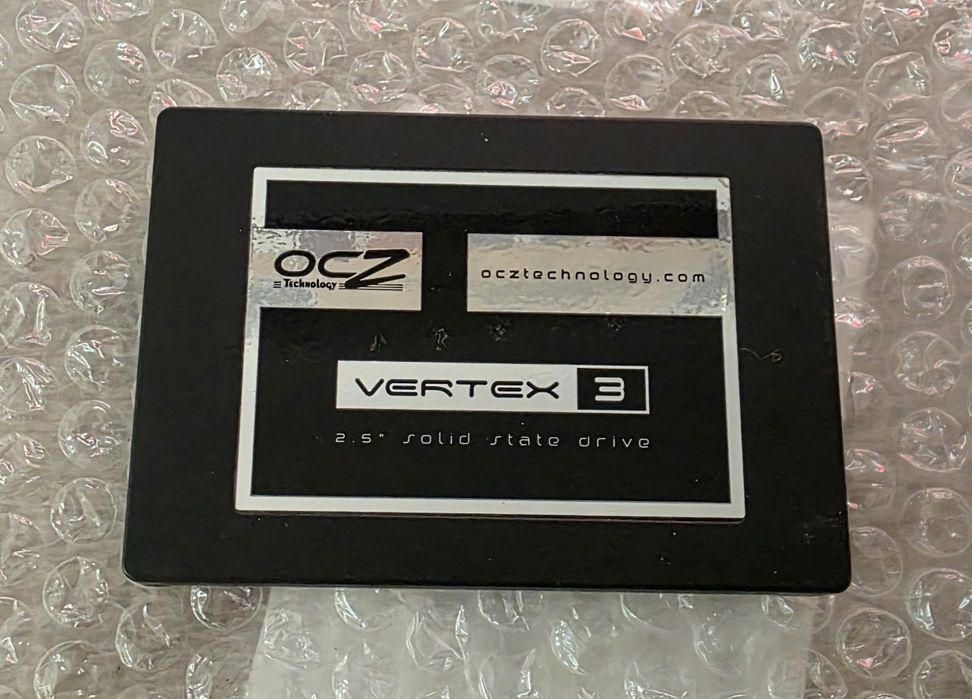 OCZ
Technology
ocztechnology.com
VERTEX 3
2.5" solid state drive